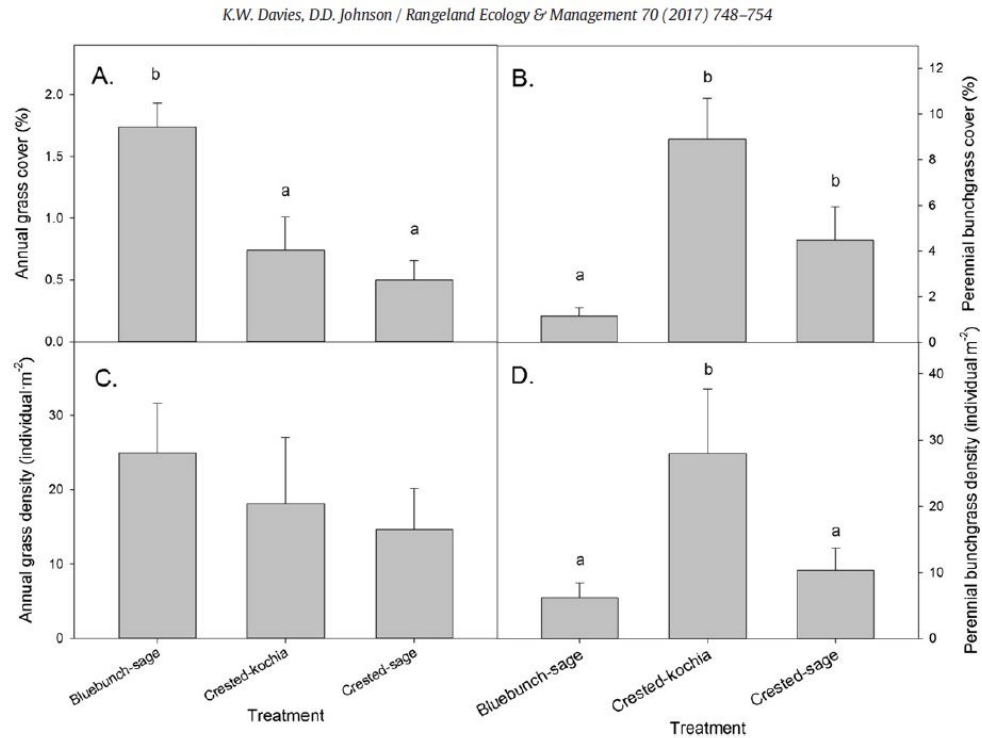 K.W. Davies, D.D. Johnson / Rangeland Ecology & Management 70 (2017) 748–754
A.
b
a
a
Annual grass cover (%)
2.0
1.5
1.0
0.5
0.0
B.
a
b
b
Perennial bunchgrass cover (%)
12
10
8
6
4
2
0
C.
Annual grass density (individual·m-2)
30
20
10
0
Bluebunch-sage
Crested-kochia
Crested-sage
Treatment
D.
a
b
a
Perennial bunchgrass density (individual m-2)
40
30
20
10
0
Bluebunch-sage
Crested-kochia
Crested-sage
Treatment